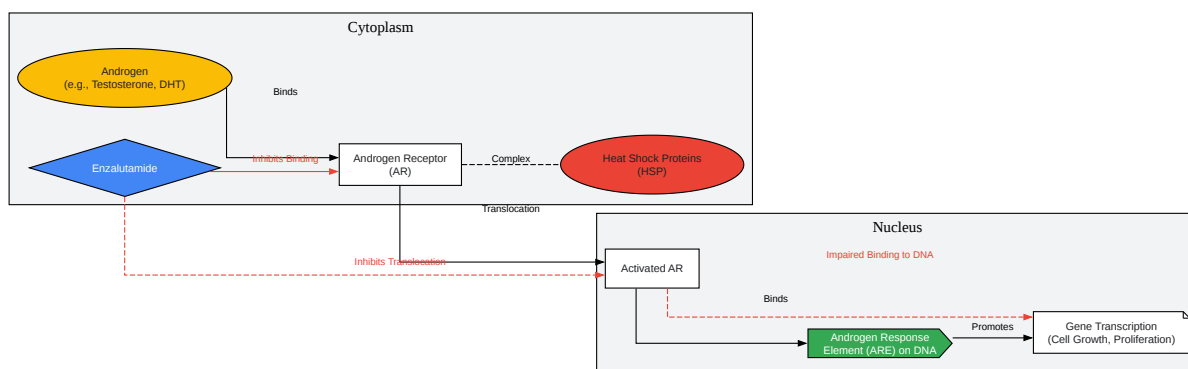 Cytoplasm
Androgen
(e.g., Testosterone, DHT)
Binds
Enzalutamide
Inhibits Binding
Androgen Receptor
(AR)
Complex
Heat Shock Proteins
(HSP)
Translocation
Nucleus
Inhibits Translocation
Activated AR
Impaired Binding to DNA
Binds
Androgen Response
Element (ARE) on DNA
Promotes
Gene Transcription
(Cell Growth, Proliferation)